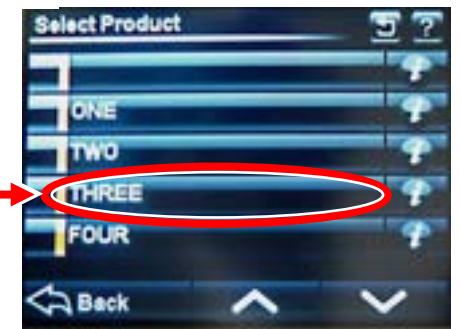 Select Product
?
ONE
TWO
THREE
FOUR
Back